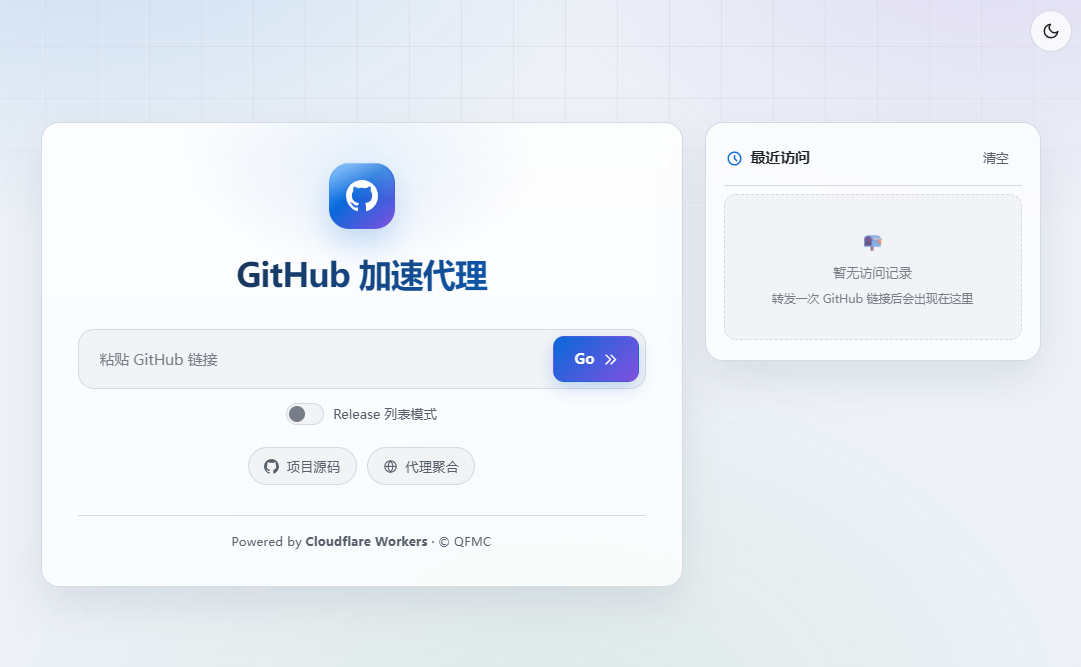 GitHub 加速代理
粘贴 GitHub 链接
Go
Release 列表模式
项目源码
代理聚合
Powered by Cloudflare Workers · © QFMC
最近访问
清空
暂无访问记录
转发一次 GitHub 链接后会出现在这里